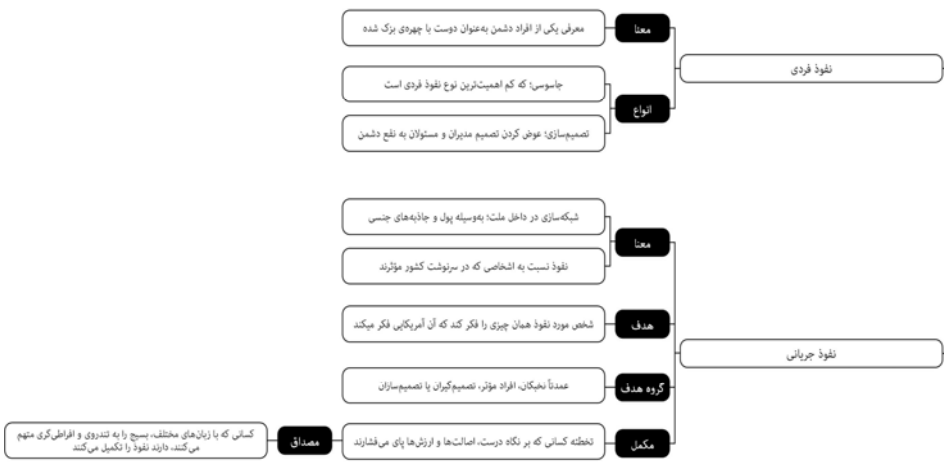 نفوذ فردی
معنا
معرفی یکی از افراد دشمن به‌عنوان دوست با چهره‌ی بزک شده
انواع
جاسوسی؛ که کم اهمیت‌ترین نوع نفوذ فردی است
تصمیم‌سازی؛ عوض کردن تصمیم مدیران و مسئولان به نفع دشمن
نفوذ جریانی
معنا
شبکه‌سازی در داخل ملت؛ به‌وسیله پول و جاذبه‌های جنسی
نفوذ نسبت به اشخاصی که در سرنوشت کشور مؤثرند
هدف
شخص مورد نفوذ همان چیزی را فکر کند که آن آمریکایی فکر میکند
گروه هدف
عمدتاً نخبگان، افراد مؤثر، تصمیم‌گیران یا تصمیم‌سازان
مکمل
تخطئه کسانی که بر نگاه درست، اصالت‌ها و ارزش‌ها پای می‌فشارند
مصداق
کسانی که با زبان‌های مختلف، بسیج را به تندروی و افراطی‌گری متهم
می‌کنند، دارند نفوذ را تکمیل می‌کنند